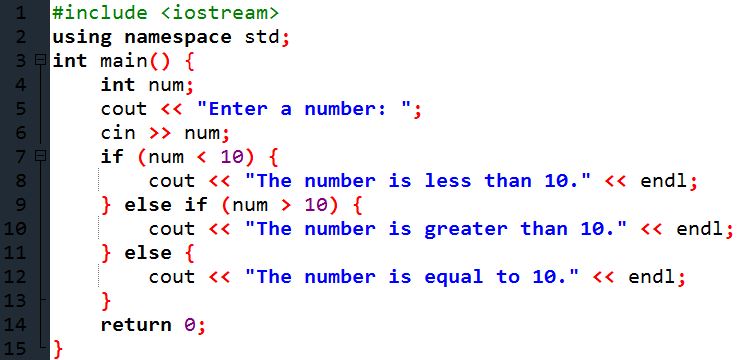 1 #include <iostream>
2 using namespace std;
3 int main() {
4 int num;
5 cout << "Enter a number: ";
6 cin >> num;
7 if (num < 10) {
8 cout << "The number is less than 10." << endl;
9 } else if (num > 10) {
10 cout << "The number is greater than 10." << endl;
11 } else {
12 cout << "The number is equal to 10." << endl;
13 }
14 return 0;
15 }